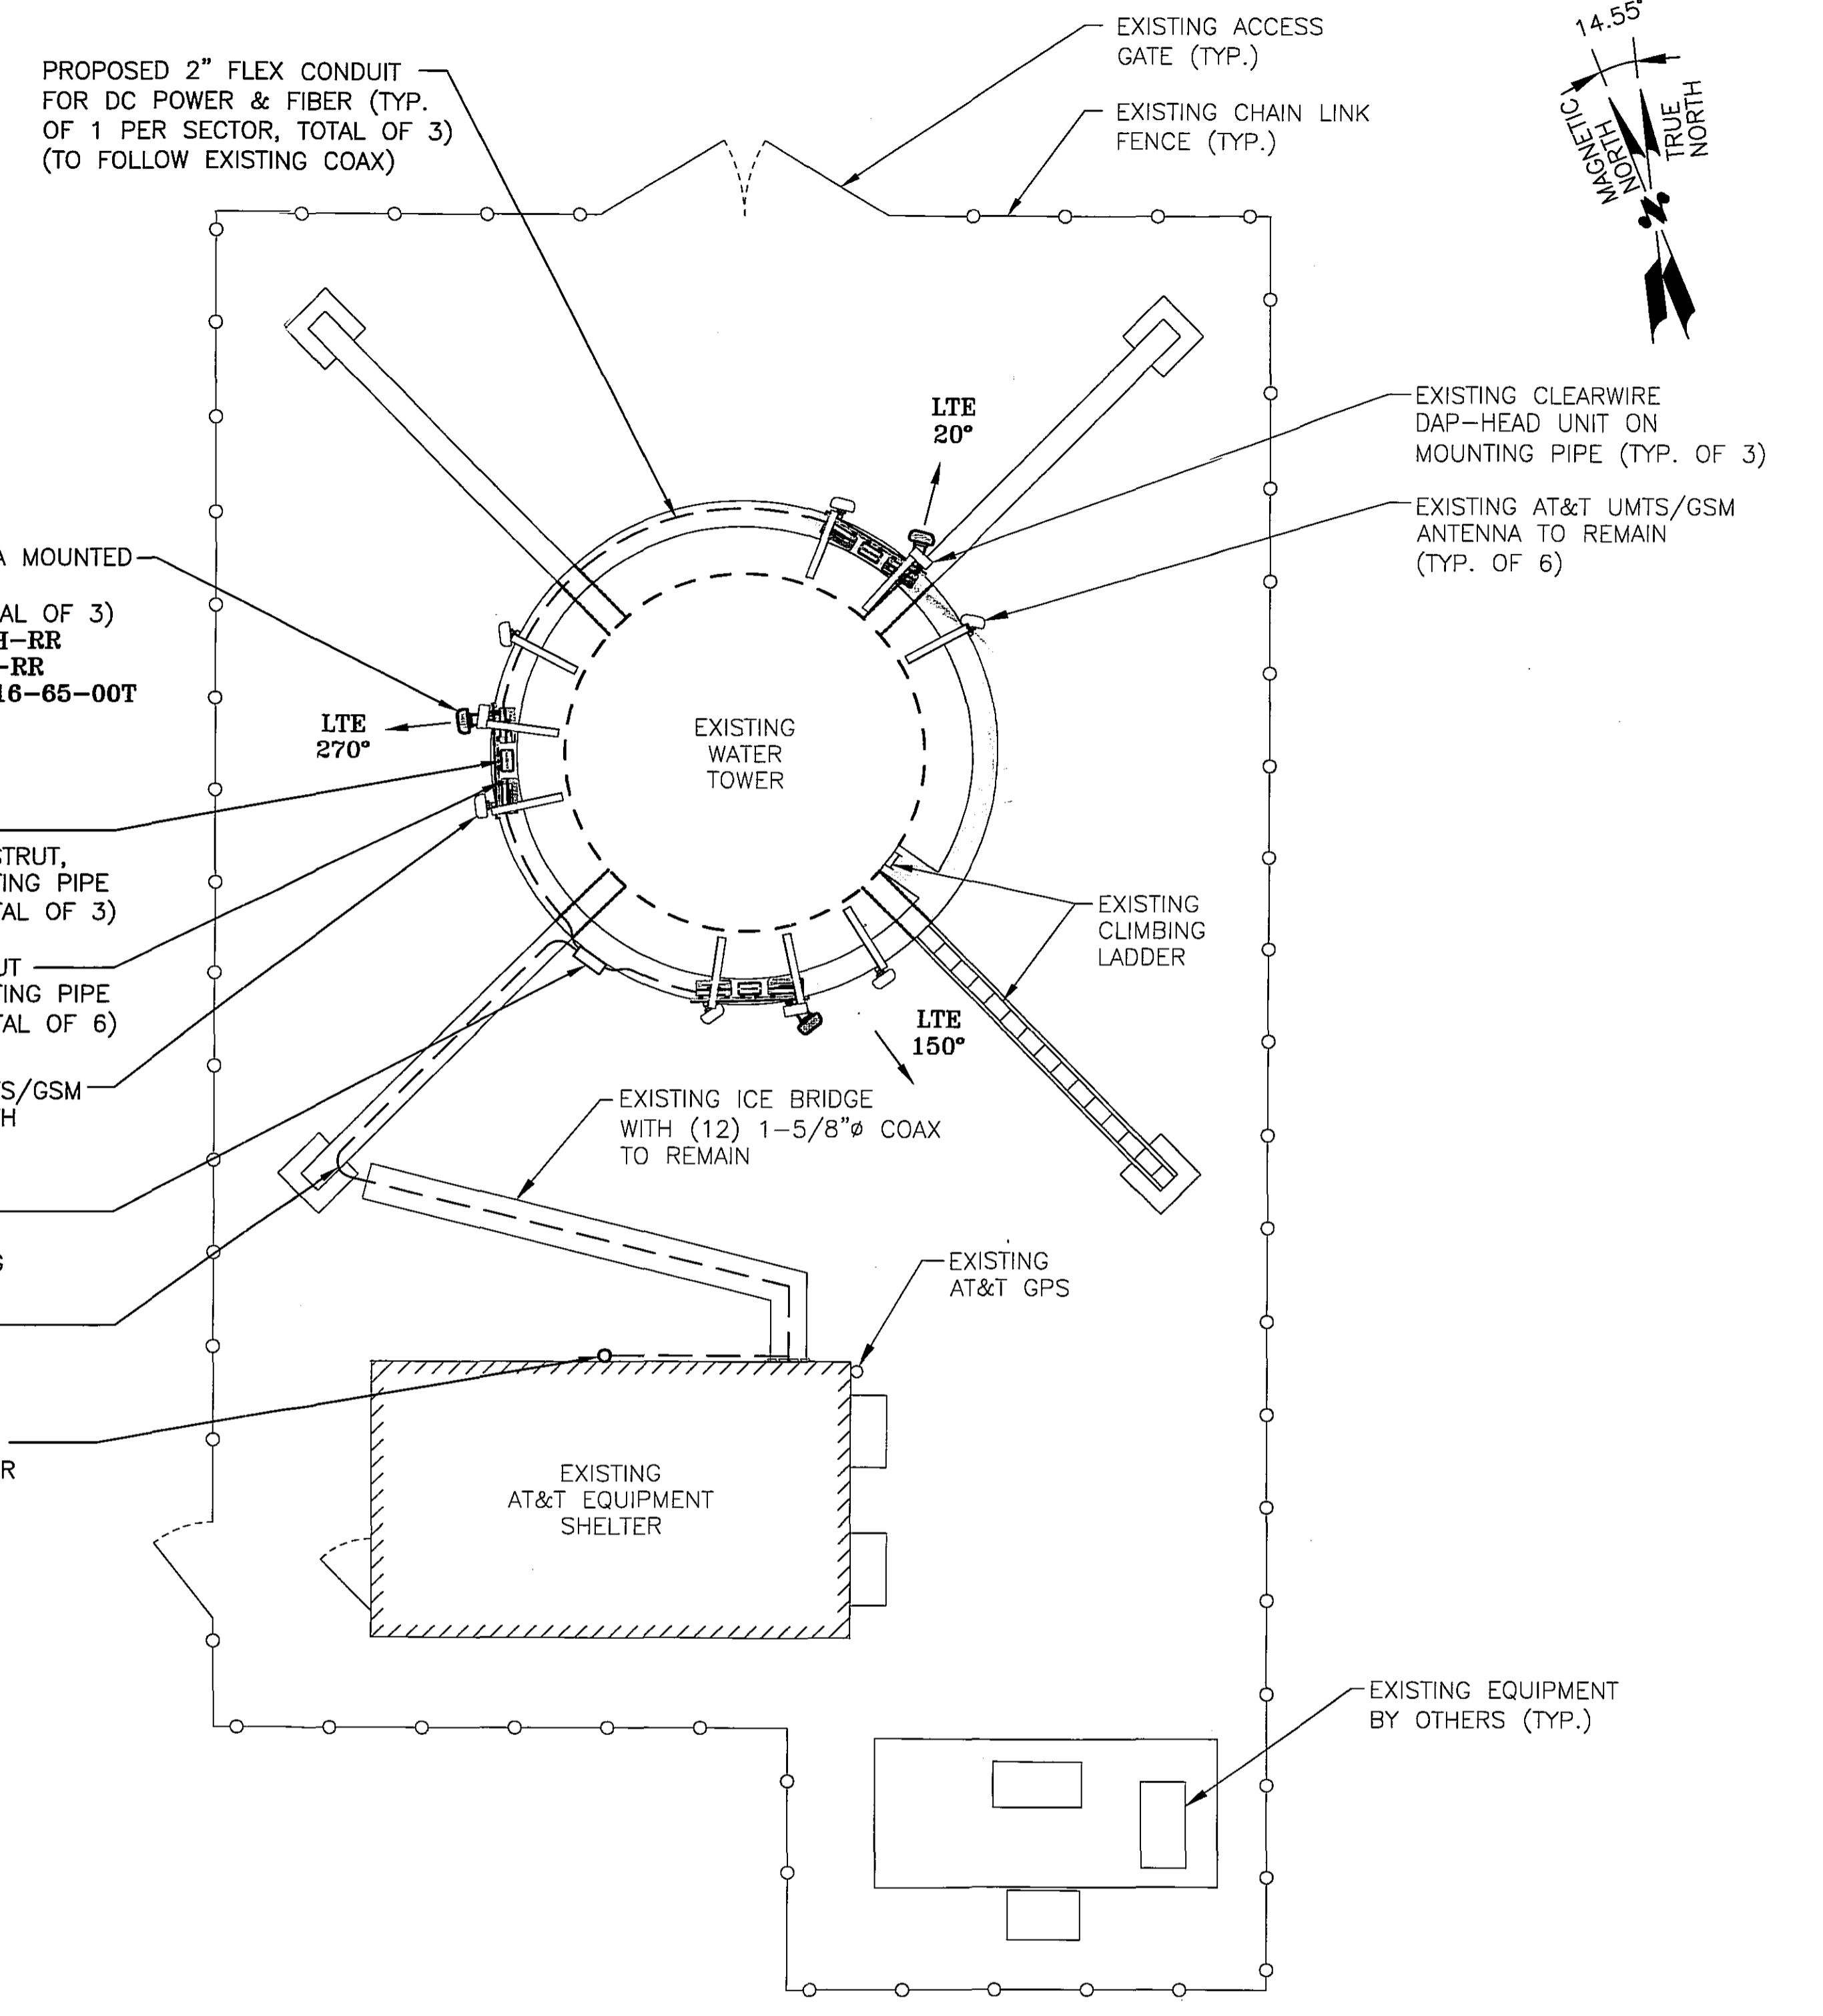 PROPOSED 2" FLEX CONDUIT
FOR DC POWER & FIBER (TYP.
OF 1 PER SECTOR, TOTAL OF 3)
(TO FOLLOW EXISTING COAX)
EXISTING ACCESS
GATE (TYP.)
EXISTING CHAIN LINK
FENCE (TYP.)
14.55°
MAGNETIC
NORTH
TRUE
NORTH
N
EXISTING CLEARWIRE
DAP-HEAD UNIT ON
MOUNTING PIPE (TYP. OF 3)
EXISTING AT&T UMTS/GSM
ANTENNA TO REMAIN
(TYP. OF 6)
LTE
20°
A MOUNTED
AL OF 3)
H-RR
-RR
16-65-00T
LTE
270°
EXISTING
WATER
TOWER
STRUT,
TING PIPE
TAL OF 3)
UT
TING PIPE
TAL OF 6)
EXISTING
CLIMBING
LADDER
LTE
150°
TS/GSM
TH
EXISTING ICE BRIDGE
WITH (12) 1-5/8"ø COAX
TO REMAIN
G
EXISTING
AT&T GPS
R
EXISTING
AT&T EQUIPMENT
SHELTER
EXISTING EQUIPMENT
BY OTHERS (TYP.)